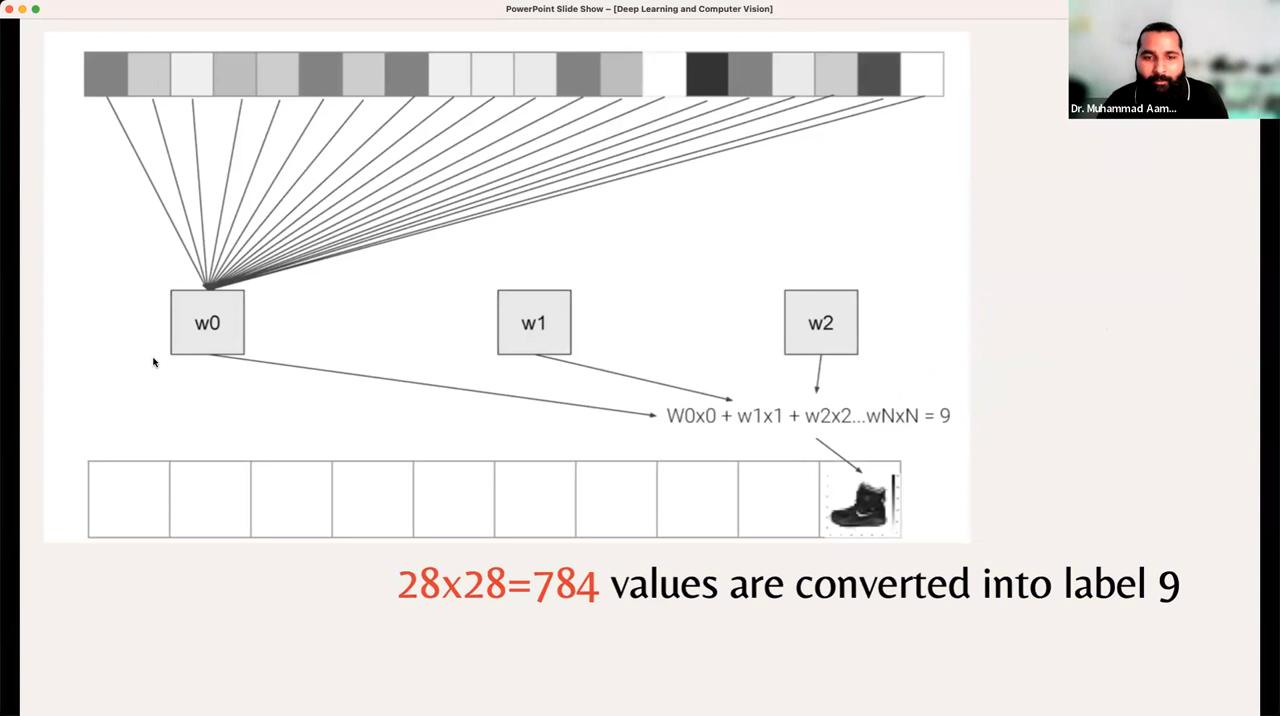 PowerPoint Slide Show – [Deep Learning and Computer Vision]
Dr. Muhammad Aam...
w0
w1
w2
W0x0 + w1x1 + w2x2...wNxN = 9
28x28=784 values are converted into label 9